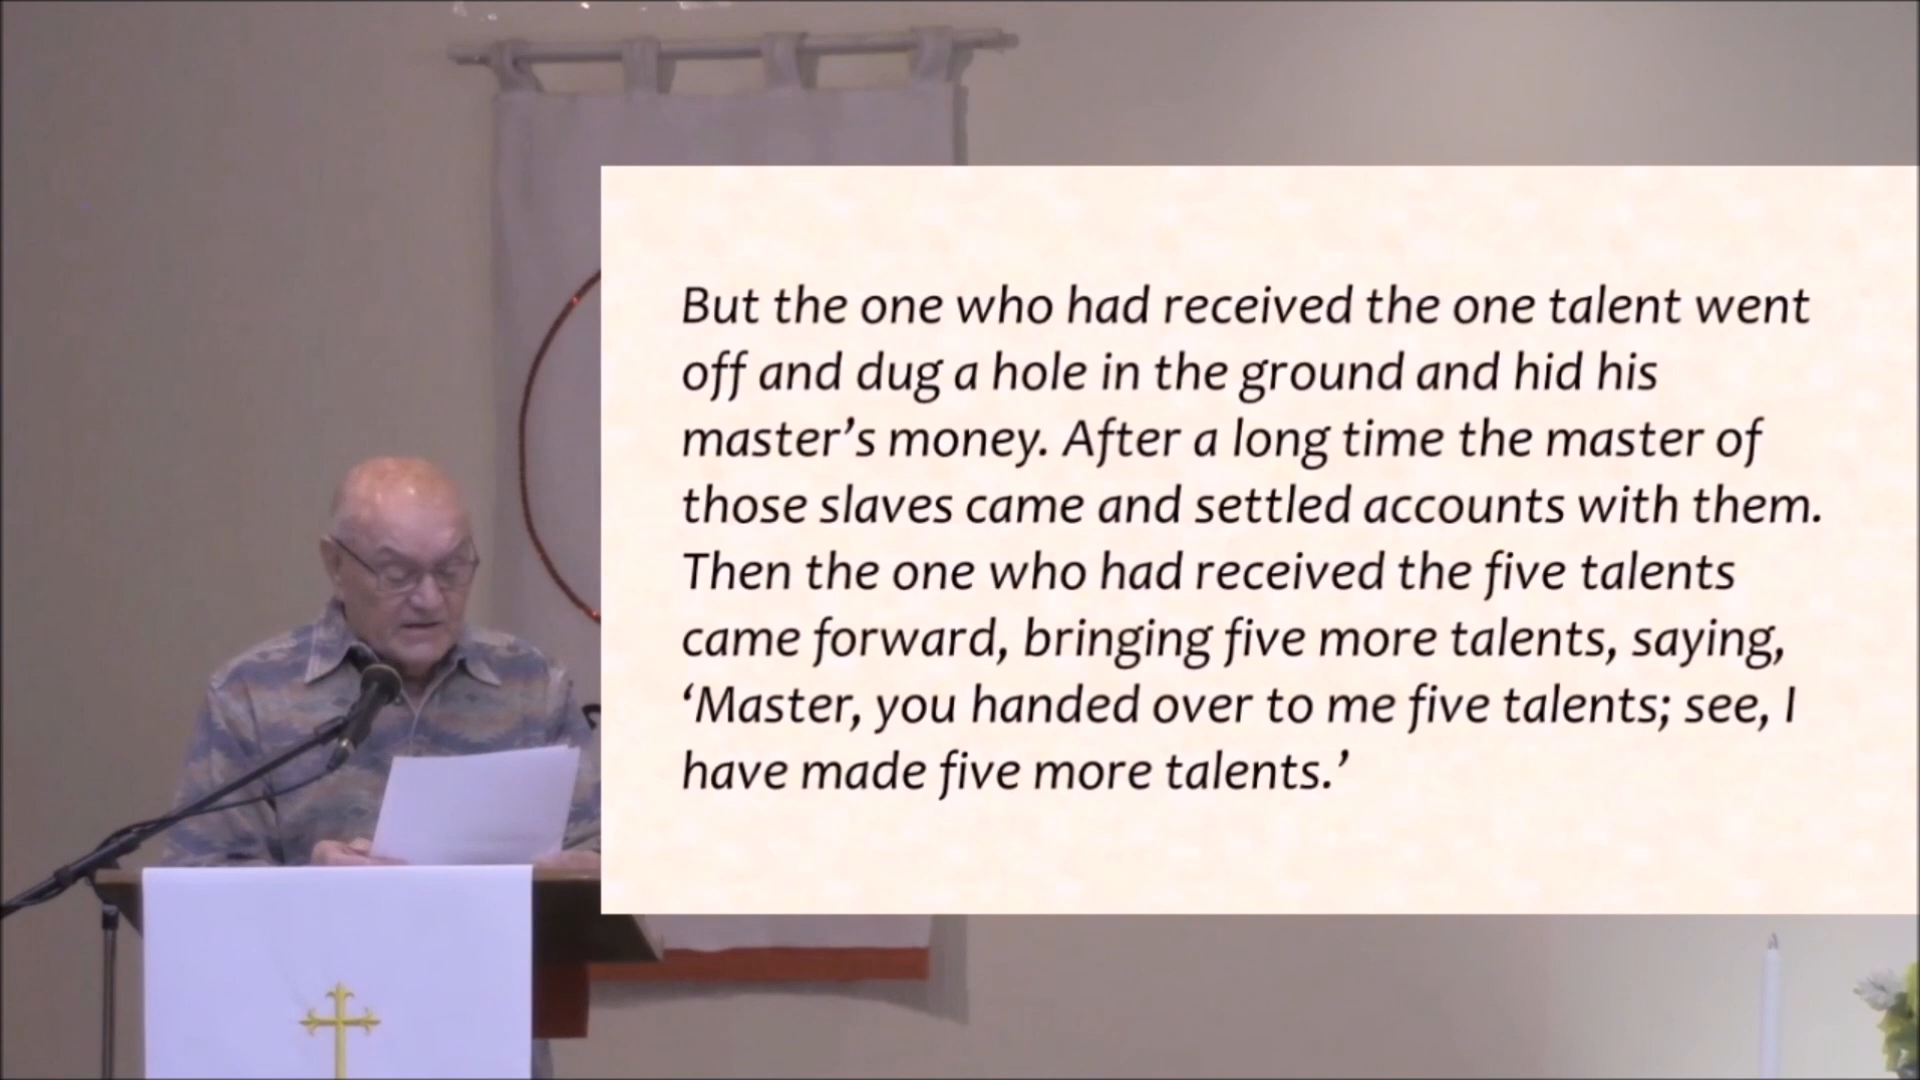 But the one who had received the one talent went
off and dug a hole in the ground and hid his
master’s money. After a long time the master of
those slaves came and settled accounts with them.
Then the one who had received the five talents
came forward, bringing five more talents, saying,
‘Master, you handed over to me five talents; see, I
have made five more talents.’